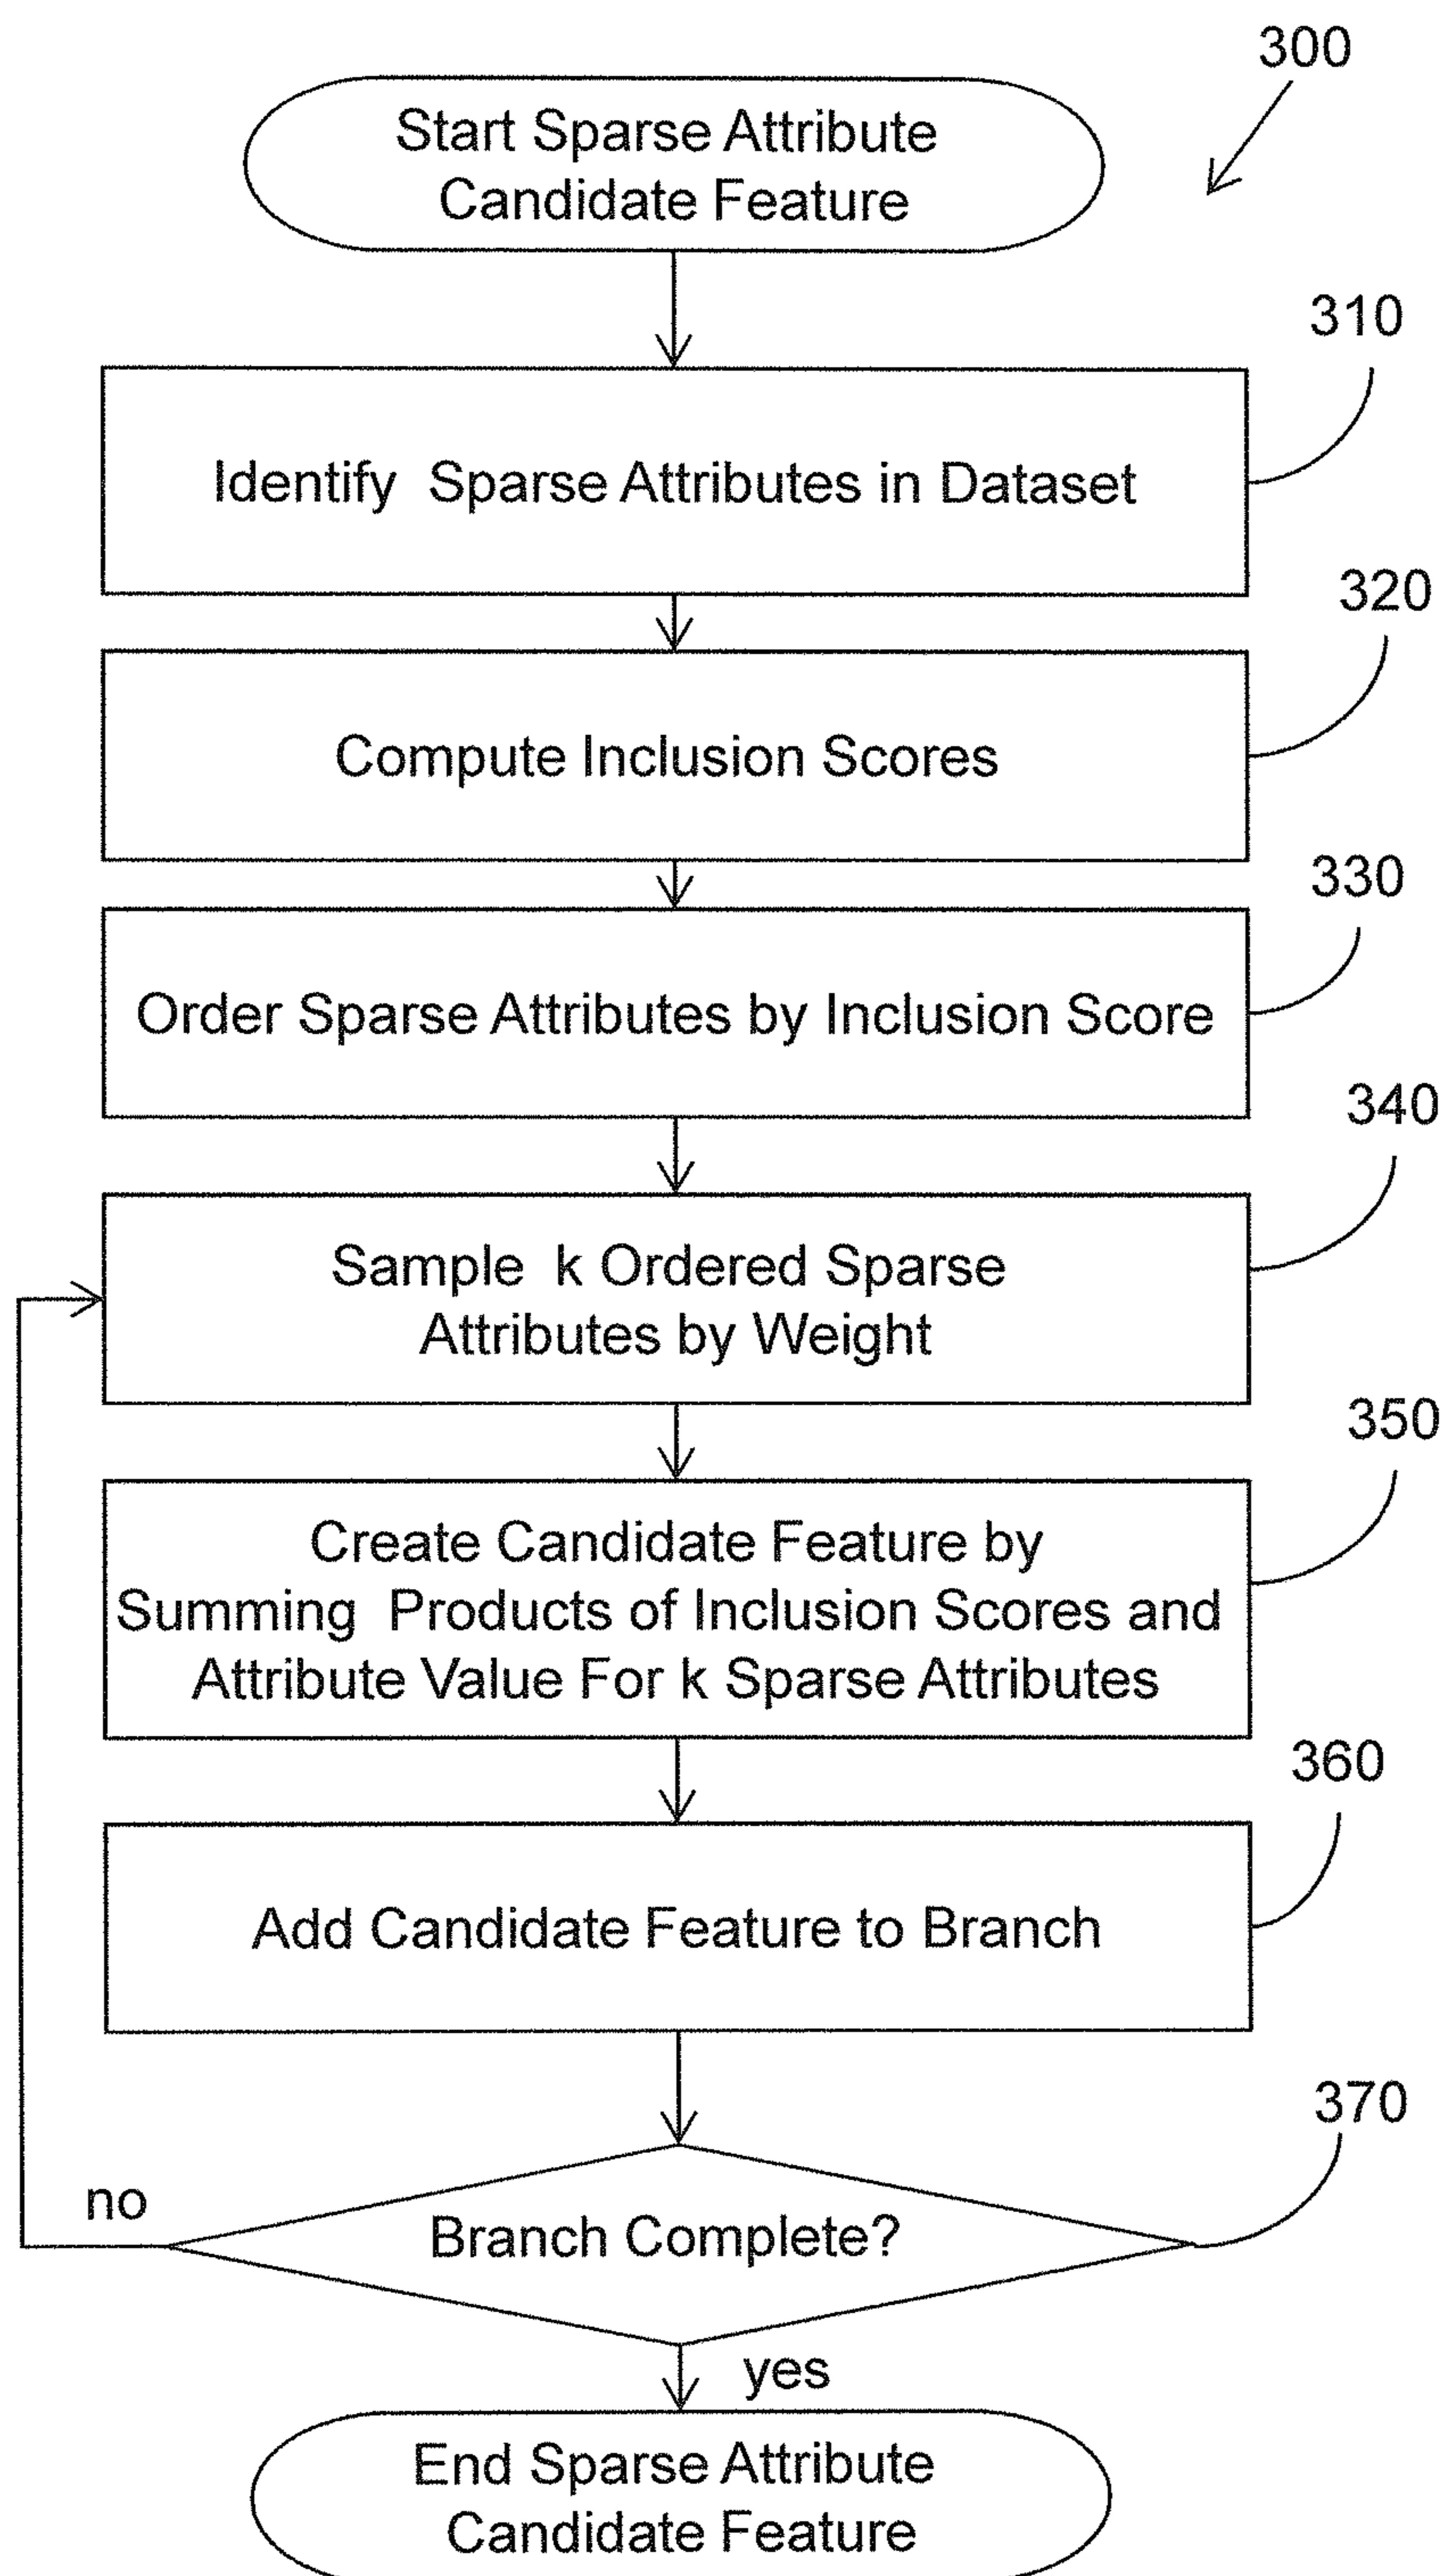 300
Start Sparse Attribute
Candidate Feature
310
Identify Sparse Attributes in Dataset
320
Compute Inclusion Scores
330
Order Sparse Attributes by Inclusion Score
340
Sample k Ordered Sparse
Attributes by Weight
350
Create Candidate Feature by
Summing Products of Inclusion Scores and
Attribute Value For k Sparse Attributes
360
Add Candidate Feature to Branch
370
no
Branch Complete?
yes
End Sparse Attribute
Candidate Feature